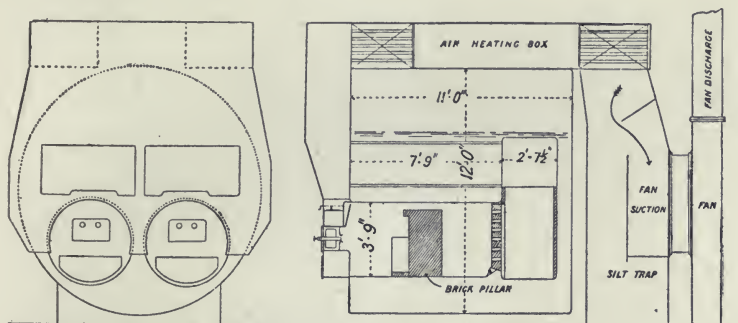 AIR HEATING BOX
FAN DISCHARGE
11'·0"
7'·9"
12'·0"
2'-7½"
3'·9"
FAN
SUCTION
FAN
SILT TRAP
BRICK PILLAR